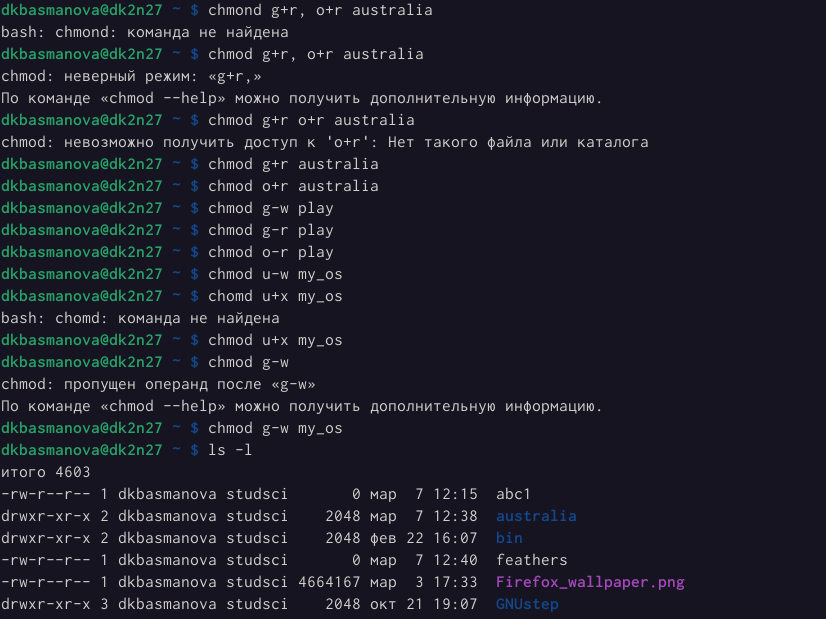 dkbasmanova@dk2n27 ~ $ chmond g+r, o+r australia
bash: chmond: команда не найдена
dkbasmanova@dk2n27 ~ $ chmod g+r, o+r australia
chmod: неверный режим: «g+r,»
По команде «chmod --help» можно получить дополнительную информацию.
dkbasmanova@dk2n27 ~ $ chmod g+r o+r australia
chmod: невозможно получить доступ к 'o+r': Нет такого файла или каталога
dkbasmanova@dk2n27 ~ $ chmod g+r australia
dkbasmanova@dk2n27 ~ $ chmod o+r australia
dkbasmanova@dk2n27 ~ $ chmod g-w play
dkbasmanova@dk2n27 ~ $ chmod g-r play
dkbasmanova@dk2n27 ~ $ chmod o-r play
dkbasmanova@dk2n27 ~ $ chmod u-w my_os
dkbasmanova@dk2n27 ~ $ chomd u+x my_os
bash: chomd: команда не найдена
dkbasmanova@dk2n27 ~ $ chmod u+x my_os
dkbasmanova@dk2n27 ~ $ chmod g-w
chmod: пропущен операнд после «g-w»
По команде «chmod --help» можно получить дополнительную информацию.
dkbasmanova@dk2n27 ~ $ chmod g-w my_os
dkbasmanova@dk2n27 ~ $ ls -l
итого 4603
-rw-r--r-- 1 dkbasmanova studsci       0 мар  7 12:15  abc1
drwxr-xr-x 2 dkbasmanova studsci    2048 мар  7 12:38  australia
drwxr-xr-x 2 dkbasmanova studsci    2048 фев 22 16:07  bin
-rw-r--r-- 1 dkbasmanova studsci       0 мар  7 12:40  feathers
-rw-r--r-- 1 dkbasmanova studsci 4664167 мар  3 17:33  Firefox_wallpaper.png
drwxr-xr-x 3 dkbasmanova studsci    2048 окт 21 19:07  GNUstep